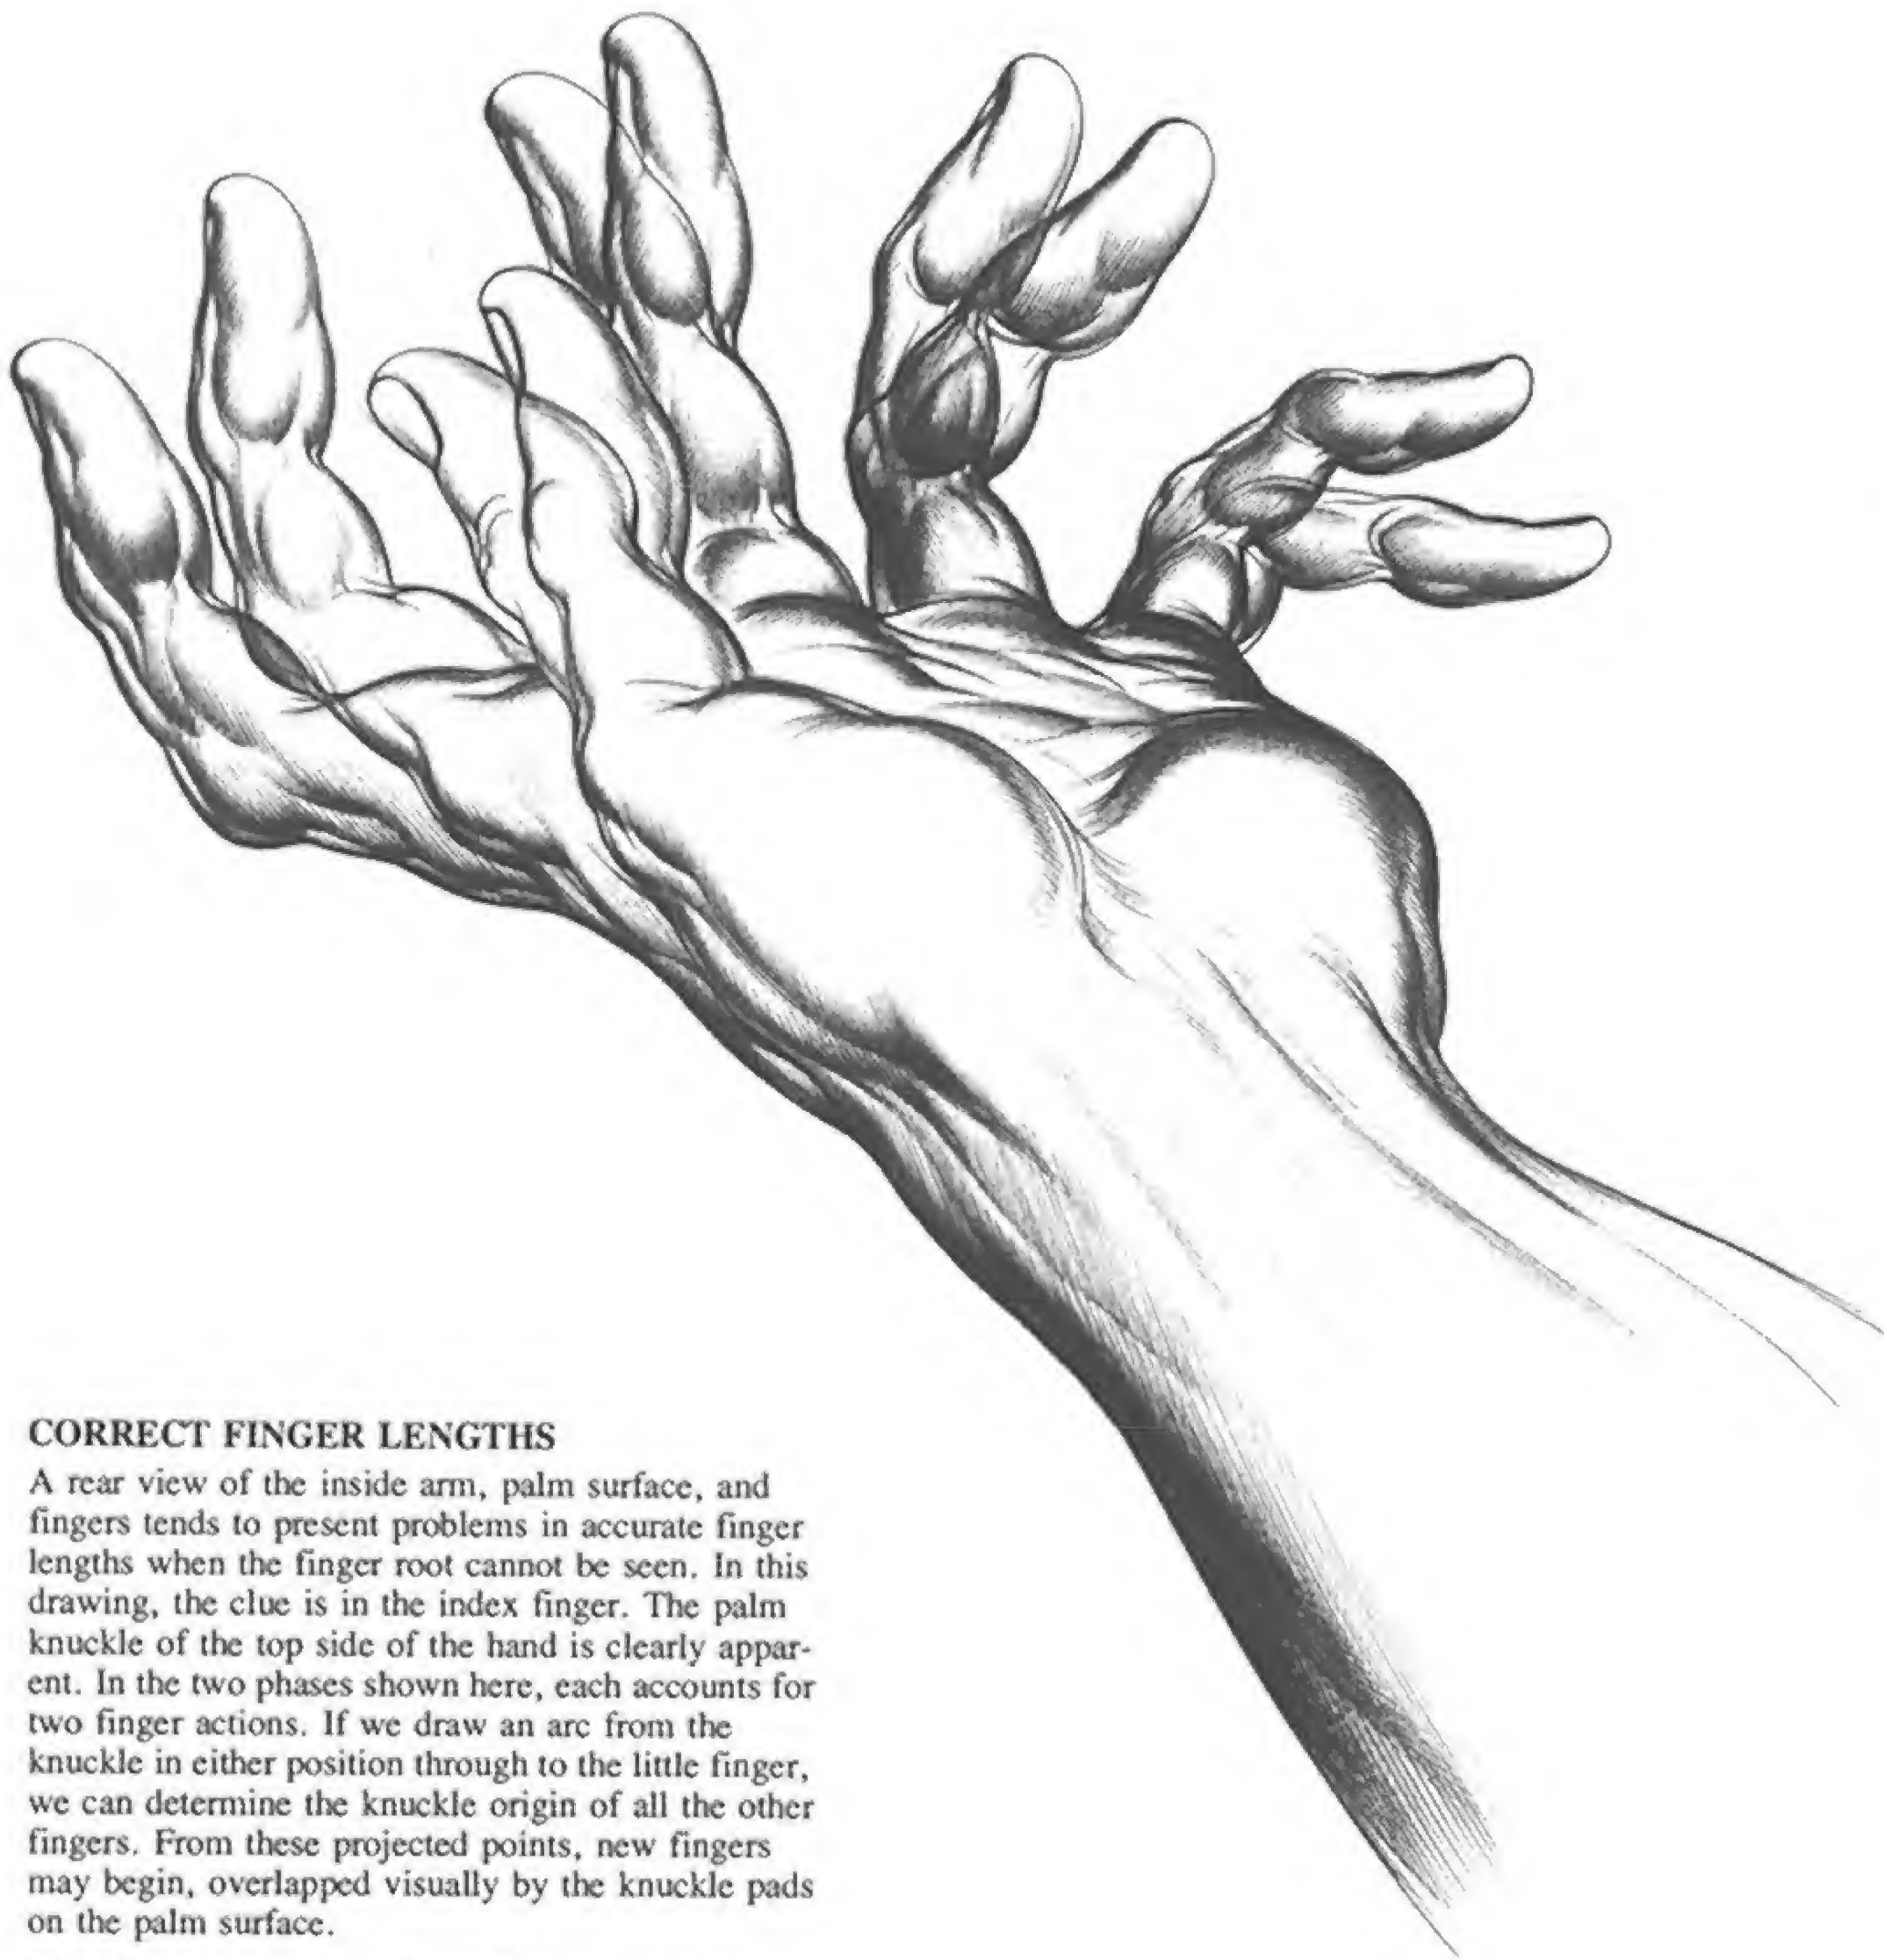 CORRECT FINGER LENGTHS
A rear view of the inside arm, palm surface, and
fingers tends to present problems in accurate finger
lengths when the finger root cannot be seen. In this
drawing, the clue is in the index finger. The palm
knuckle of the top side of the hand is clearly appar-
ent. In the two phases shown here, each accounts for
two finger actions. If we draw an arc from the
knuckle in either position through to the little finger,
we can determine the knuckle origin of all the other
fingers. From these projected points, new fingers
may begin, overlapped visually by the knuckle pads
on the palm surface.